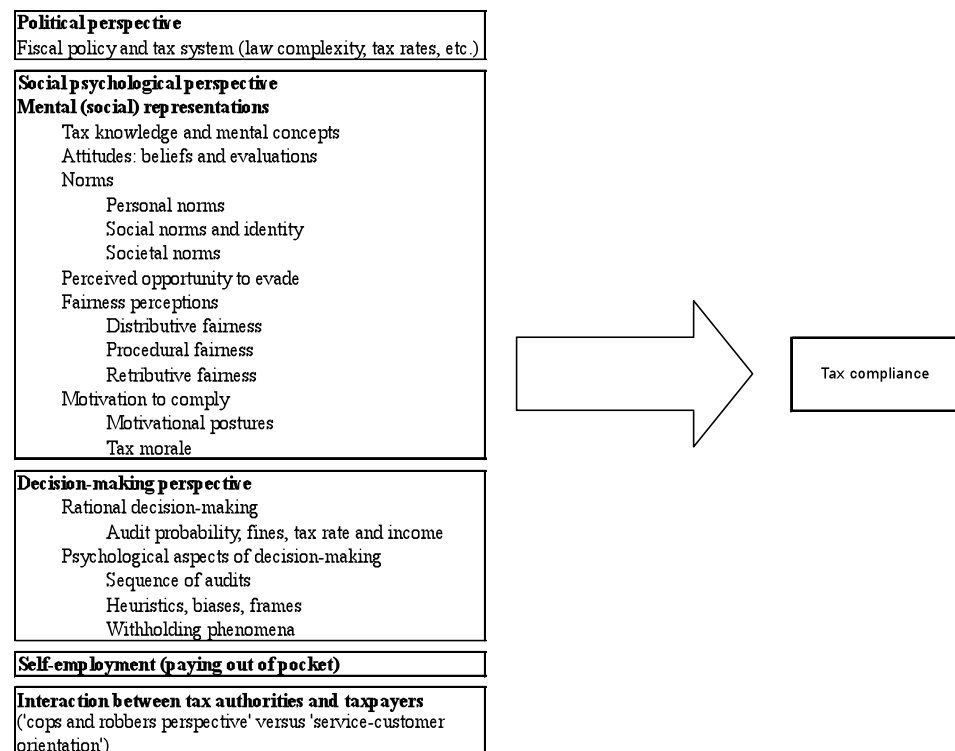 Political perspective
Fiscal policy and tax system (law complexity, tax rates, etc.)
Social psychological perspective
Mental (social) representations
Tax knowledge and mental concepts
Attitudes: beliefs and evaluations
Norms
Personal norms
Social norms and identity
Societal norms
Perceived opportunity to evade
Fairness perceptions
Distributive fairness
Procedural fairness
Retributive fairness
Motivation to comply
Motivational postures
Tax morale
Decision-making perspective
Rational decision-making
Audit probability, fines, tax rate and income
Psychological aspects of decision-making
Sequence of audits
Heuristics, biases, frames
Withholding phenomena
Self-employment (paying out of pocket)
Interaction between tax authorities and taxpayers
('cops and robbers perspective' versus 'service-customer
orientation')
Tax compliance